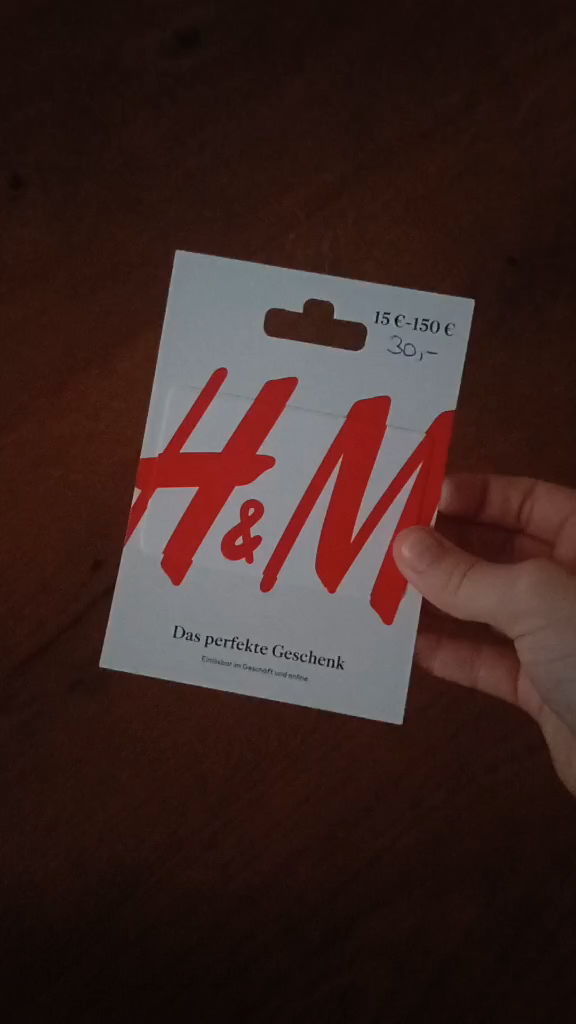 15 €-150 €
30,-
H&M
Das perfekte Geschenk
Einlösbar im Geschäft und online